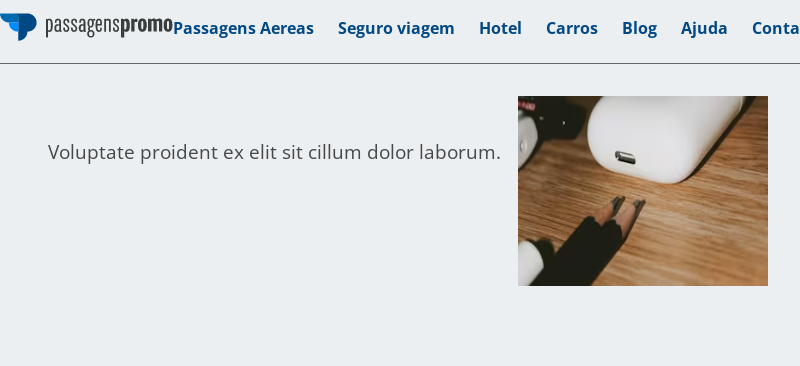 passagenspromo
Passagens Aereas Seguro viagem Hotel Carros Blog Ajuda Conta
Voluptate proident ex elit sit cillum dolor laborum.